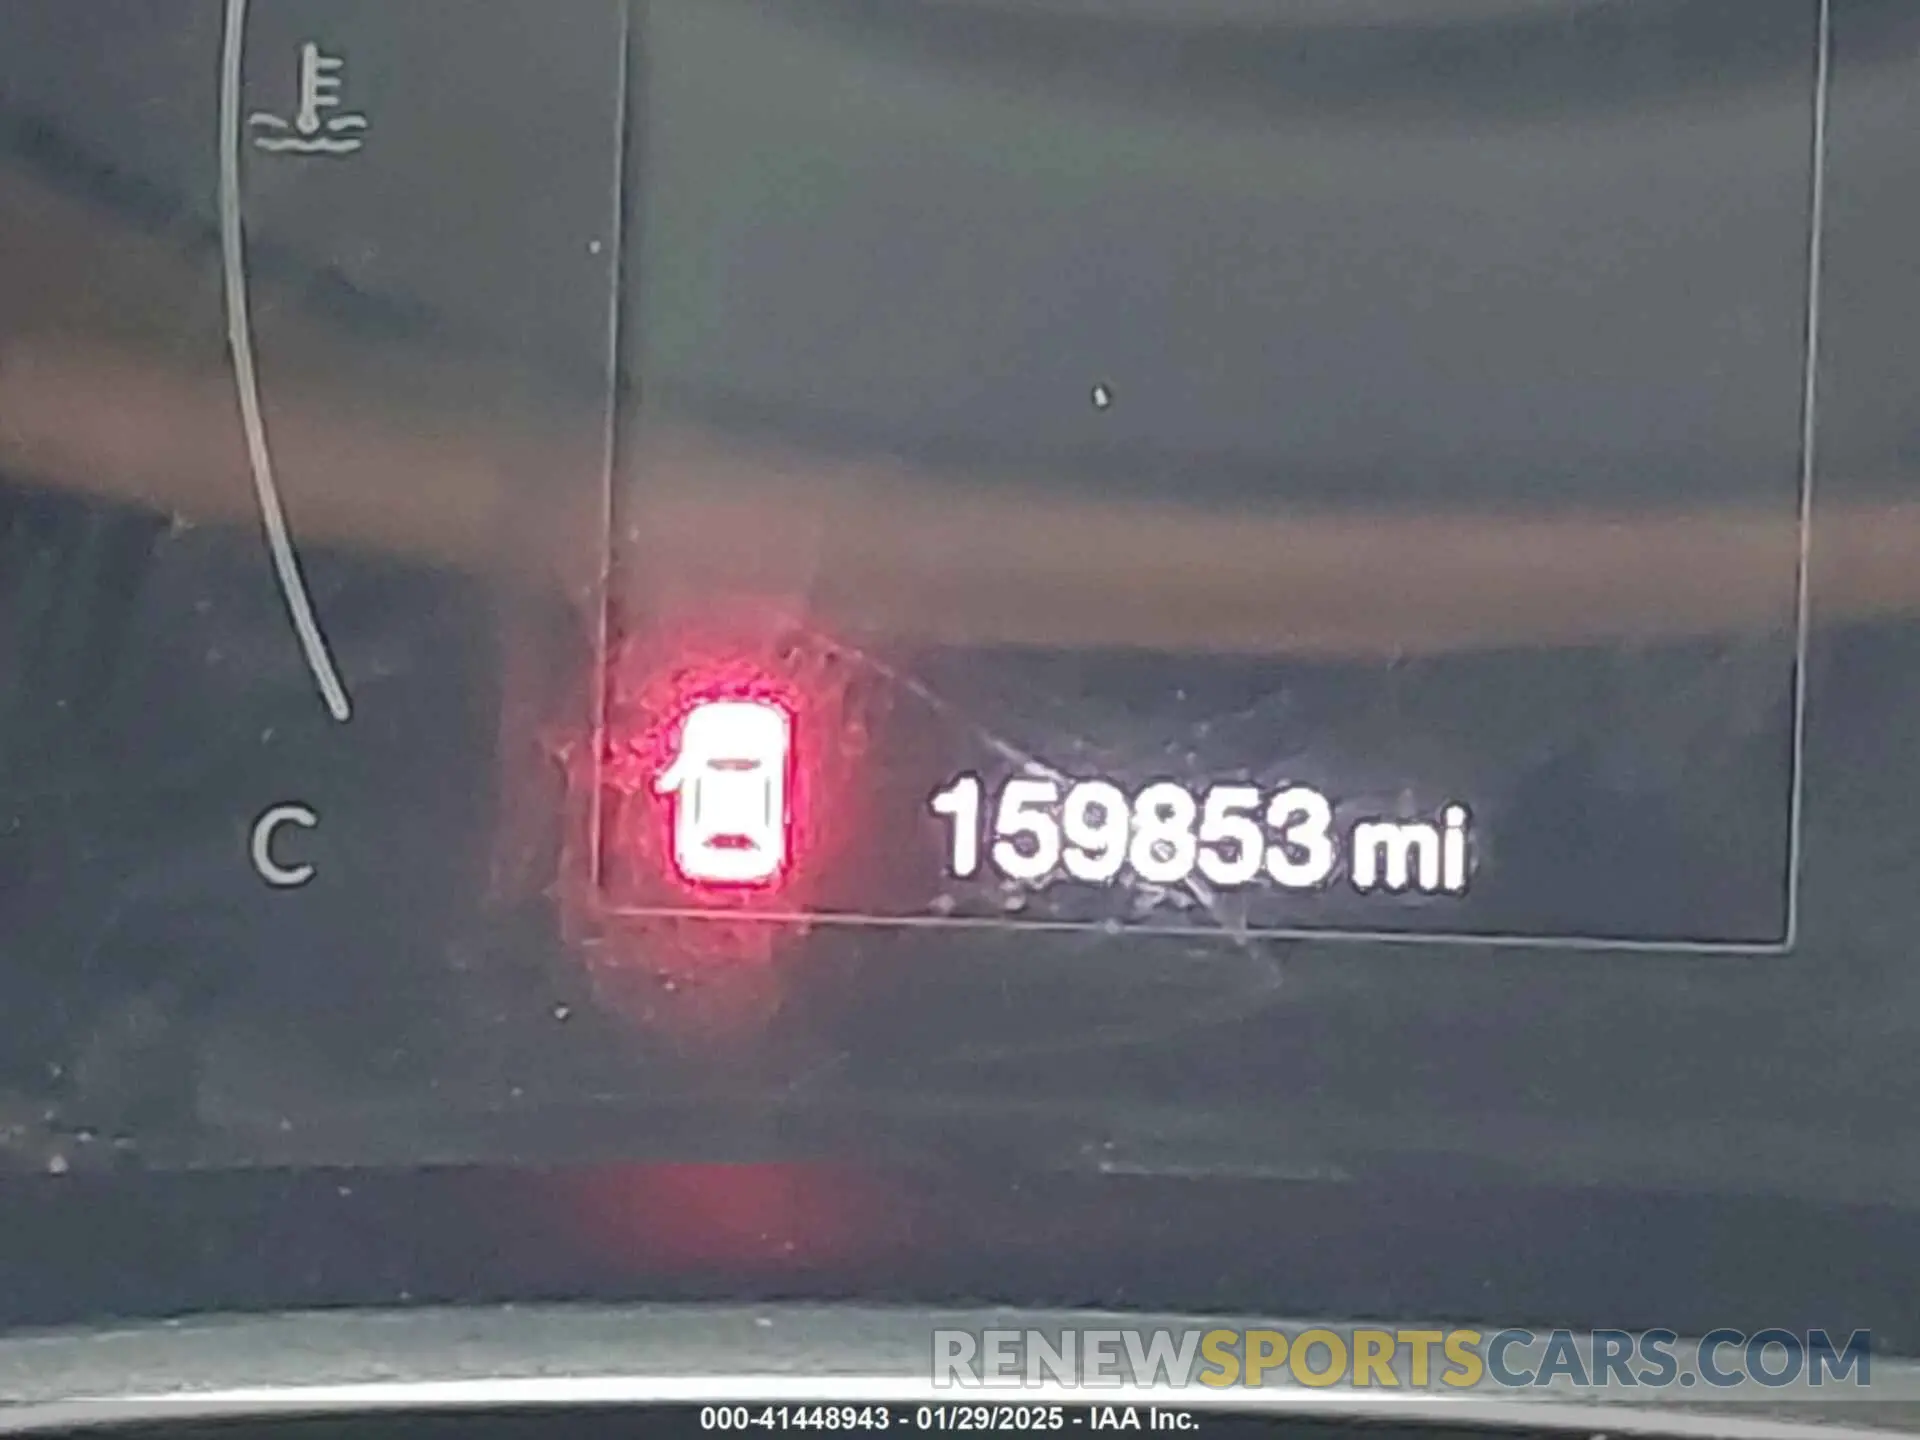 C
159853 mi
RENEWSPORTSCARS.COM
000-41448943 - 01/29/2025 - IAA Inc.